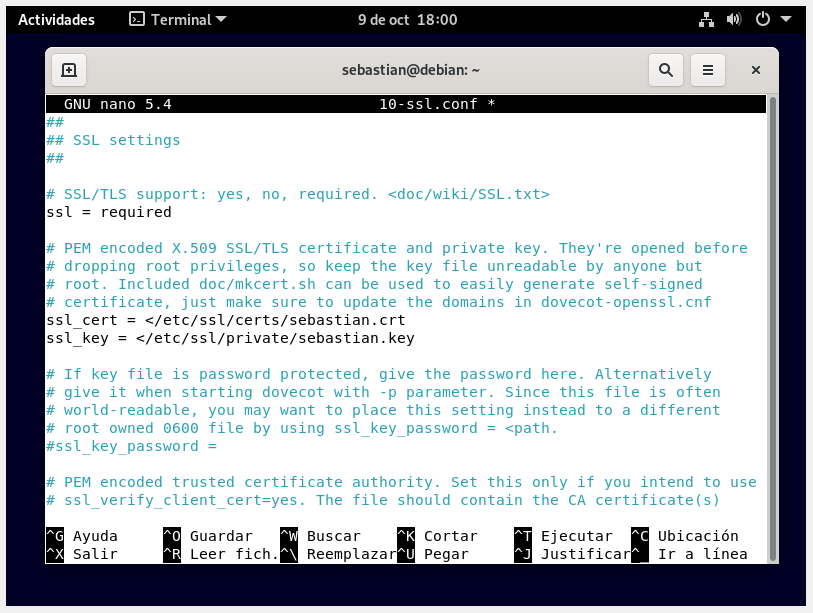 Actividades Terminal 9 de oct 18:00
sebastian@debian: ~
GNU nano 5.4 10-ssl.conf *
##
## SSL settings
##
# SSL/TLS support: yes, no, required. <doc/wiki/SSL.txt>
ssl = required
# PEM encoded X.509 SSL/TLS certificate and private key. They're opened before
# dropping root privileges, so keep the key file unreadable by anyone but
# root. Included doc/mkcert.sh can be used to easily generate self-signed
# certificate, just make sure to update the domains in dovecot-openssl.cnf
ssl_cert = </etc/ssl/certs/sebastian.crt
ssl_key = </etc/ssl/private/sebastian.key
# If key file is password protected, give the password here. Alternatively
# give it when starting dovecot with -p parameter. Since this file is often
# world-readable, you may want to place this setting instead to a different
# root owned 0600 file by using ssl_key_password = <path.
#ssl_key_password =
# PEM encoded trusted certificate authority. Set this only if you intend to use
# ssl_verify_client_cert=yes. The file should contain the CA certificate(s)
^G Ayuda ^O Guardar ^W Buscar ^K Cortar ^T Ejecutar ^C Ubicación
^X Salir ^R Leer fich. ^\ Reemplazar ^U Pegar ^J Justificar ^_ Ir a línea